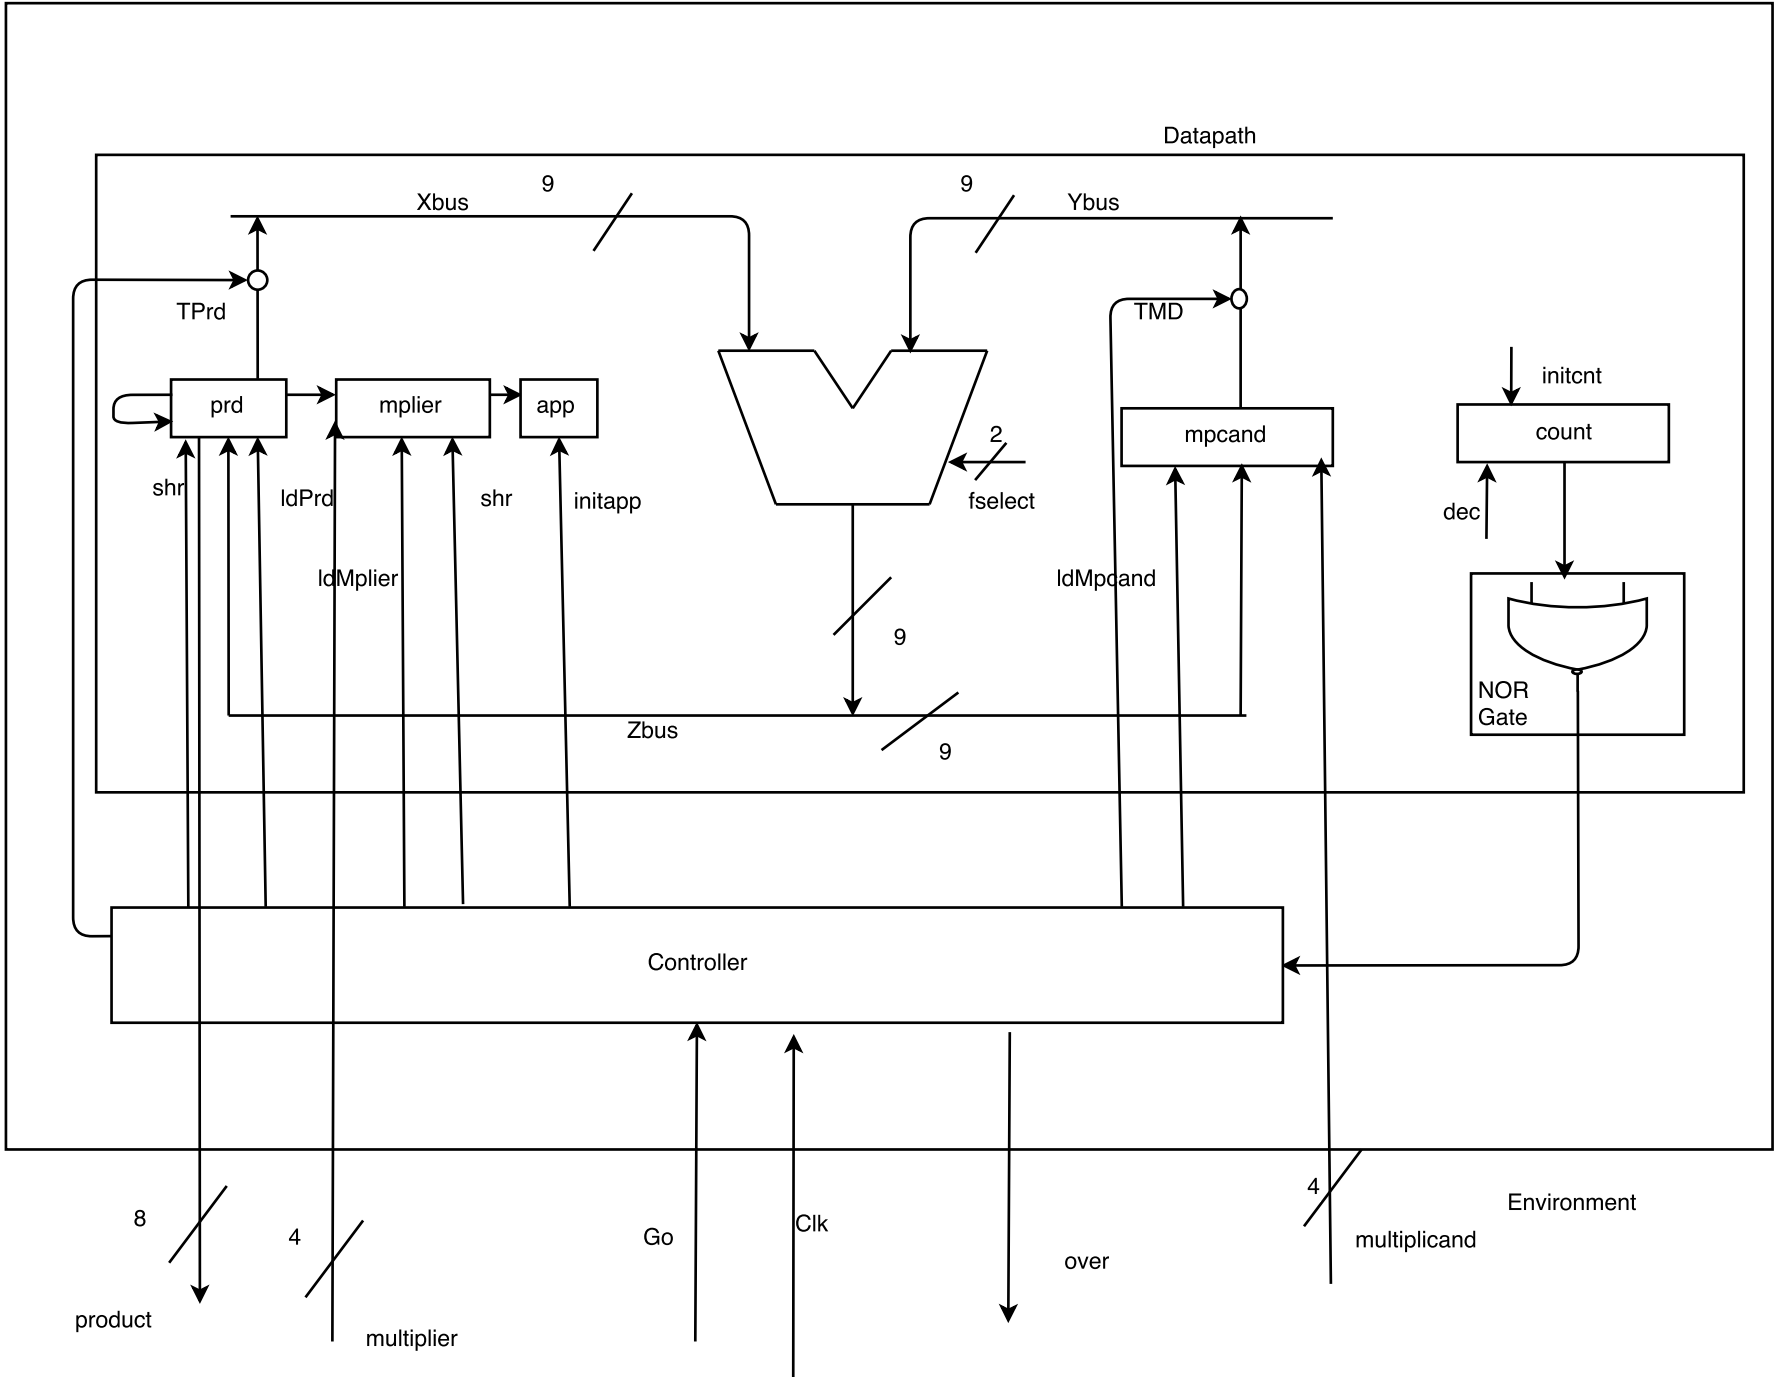 Datapath
9
9
Xbus
Ybus
TPrd
TMD
initcnt
prd
mplier
app
mpcand
count
2
shr
ldPrd
shr
initapp
fselect
dec
ldMplier
ldMpcand
9
NOR
Gate
Zbus
9
Controller
4
Environment
8
4
Go
Clk
multiplicand
over
product
multiplier